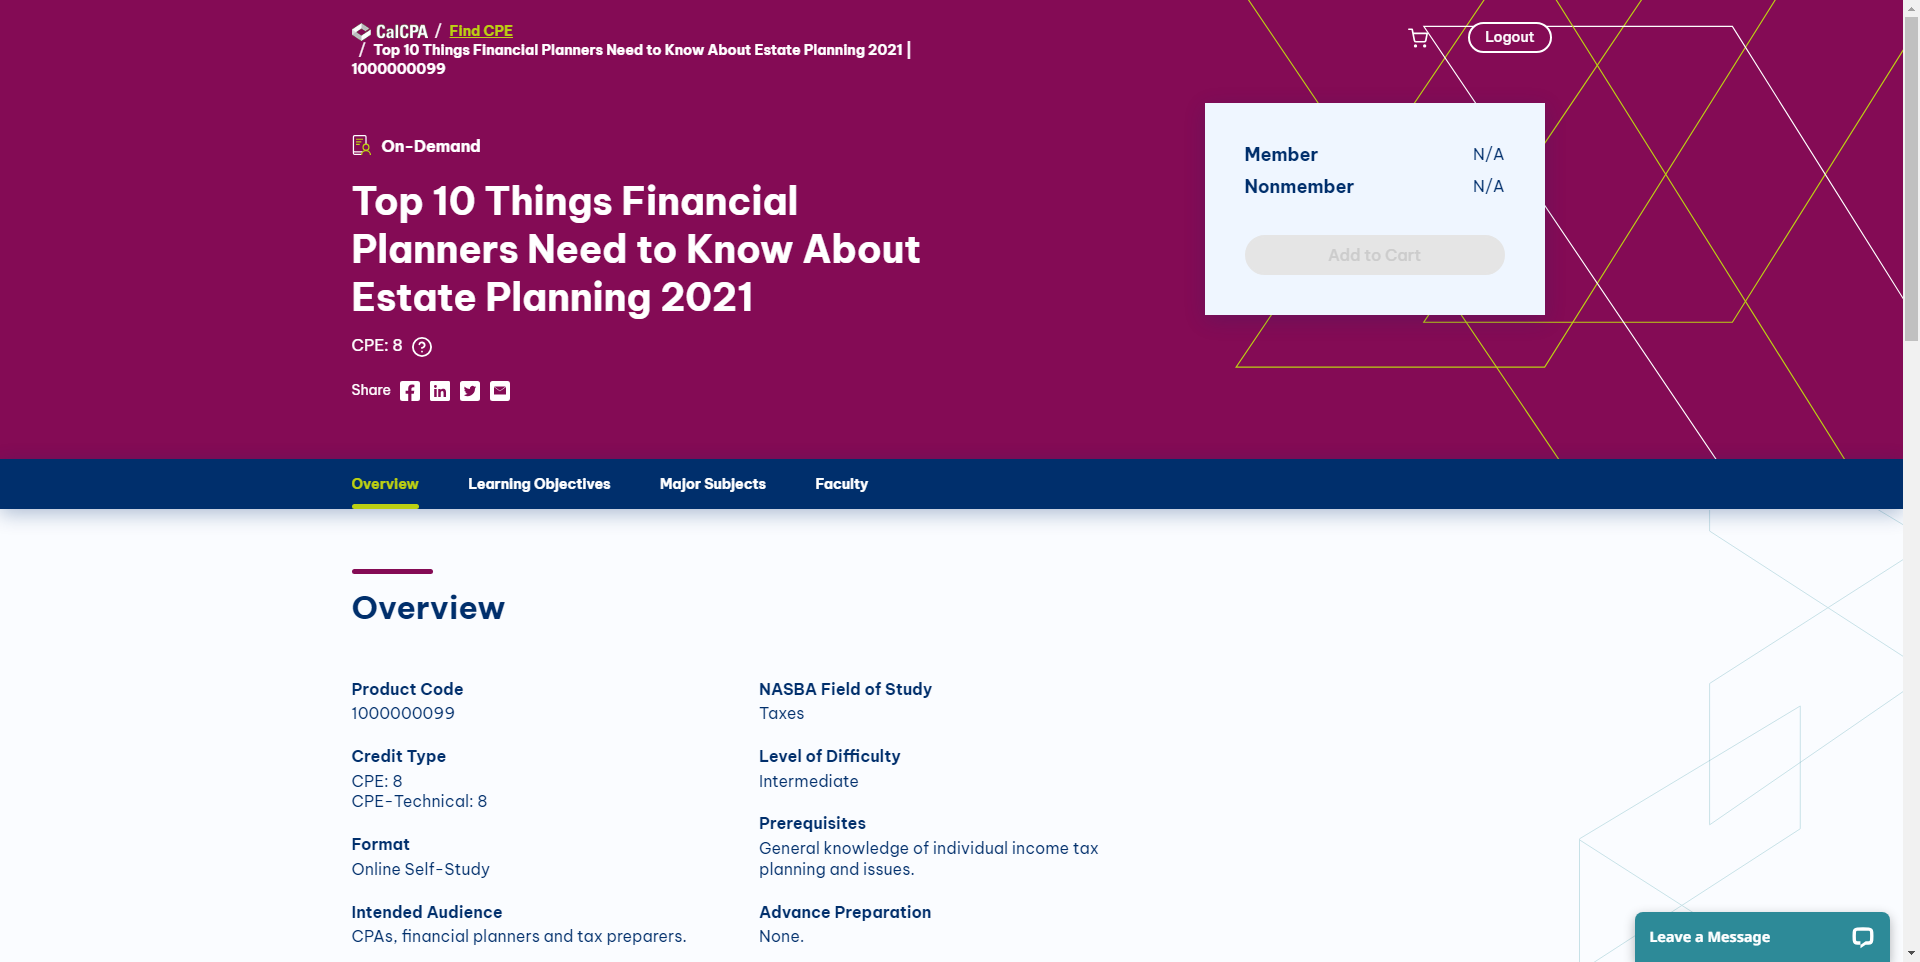 CalCPA / Find CPE
/ Top 10 Things Financial Planners Need to Know About Estate Planning 2021 |
1000000099
Logout
On-Demand
Top 10 Things Financial
Planners Need to Know About
Estate Planning 2021
CPE: 8 ?
Share
Member N/A
Nonmember N/A
Add to Cart
Overview Learning Objectives Major Subjects Faculty
Overview
Product Code
1000000099
Credit Type
CPE: 8
CPE-Technical: 8
Format
Online Self-Study
Intended Audience
CPAs, financial planners and tax preparers.
NASBA Field of Study
Taxes
Level of Difficulty
Intermediate
Prerequisites
General knowledge of individual income tax
planning and issues.
Advance Preparation
None.
Leave a Message